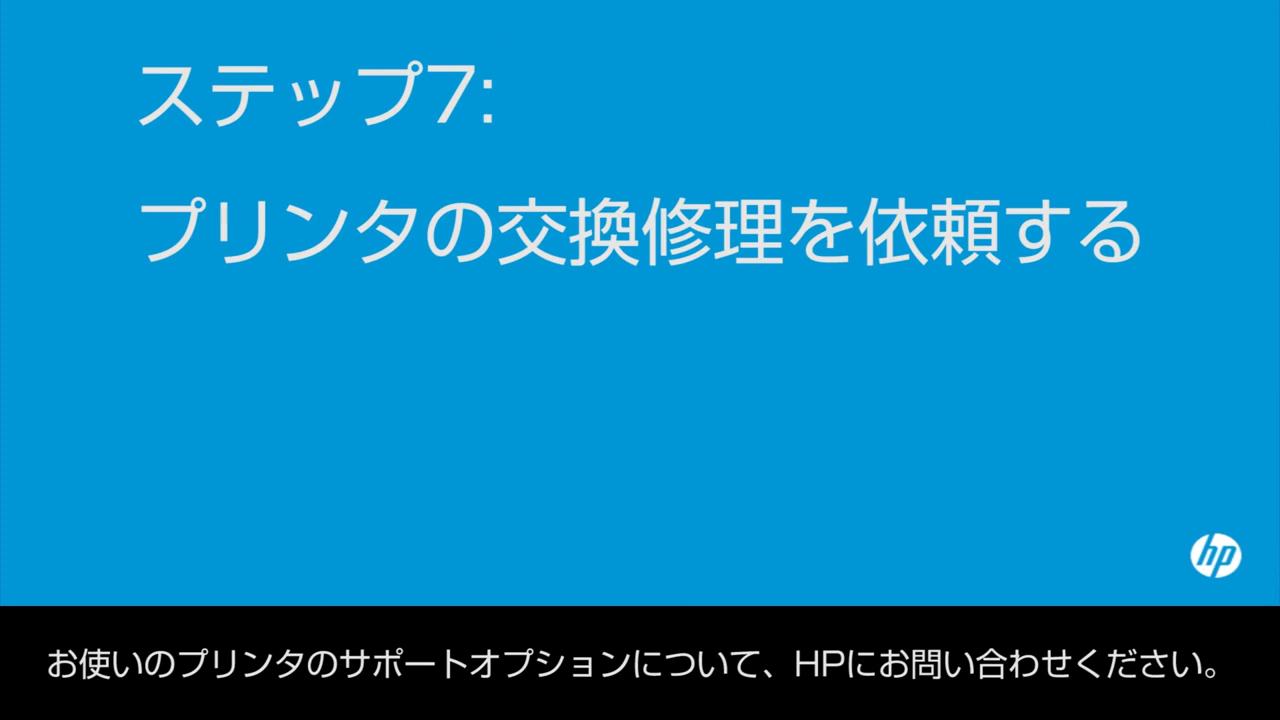 ステップ7:
プリンタの交換修理を依頼する
hp
お使いのプリンタのサポートオプションについて、HPにお問い合わせください。